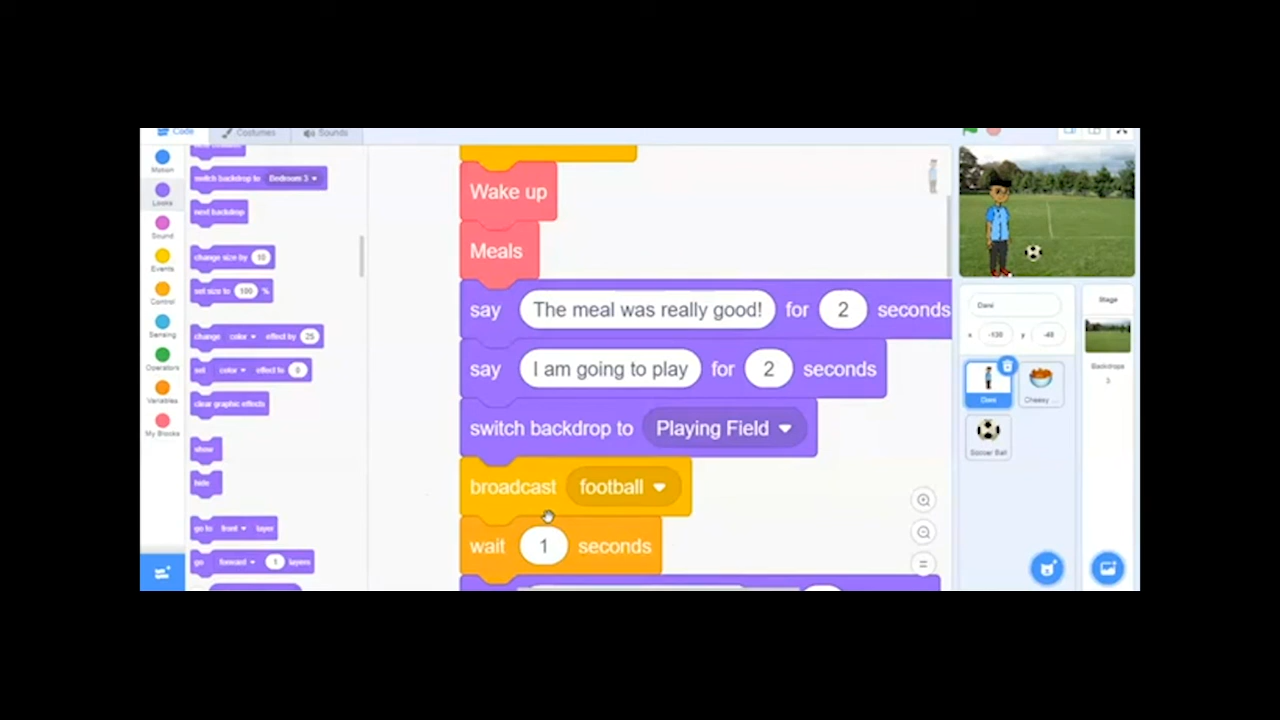 Code Costumes Sounds
Motion
Looks
Sound
Events
Control
Sensing
Operators
Variables
My Blocks
switch backdrop to Bedroom 3
next backdrop
change size by 10
set size to 100 %
change color effect by 25
set color effect to 0
clear graphic effects
show
hide
go to front layer
go forward 1 layers
Wake up
Meals
say The meal was really good! for 2 seconds
say I am going to play for 2 seconds
switch backdrop to Playing Field
broadcast football
wait 1 seconds
x y
Cheesy ...
Soccer Ball
Stage
Backdrops
3